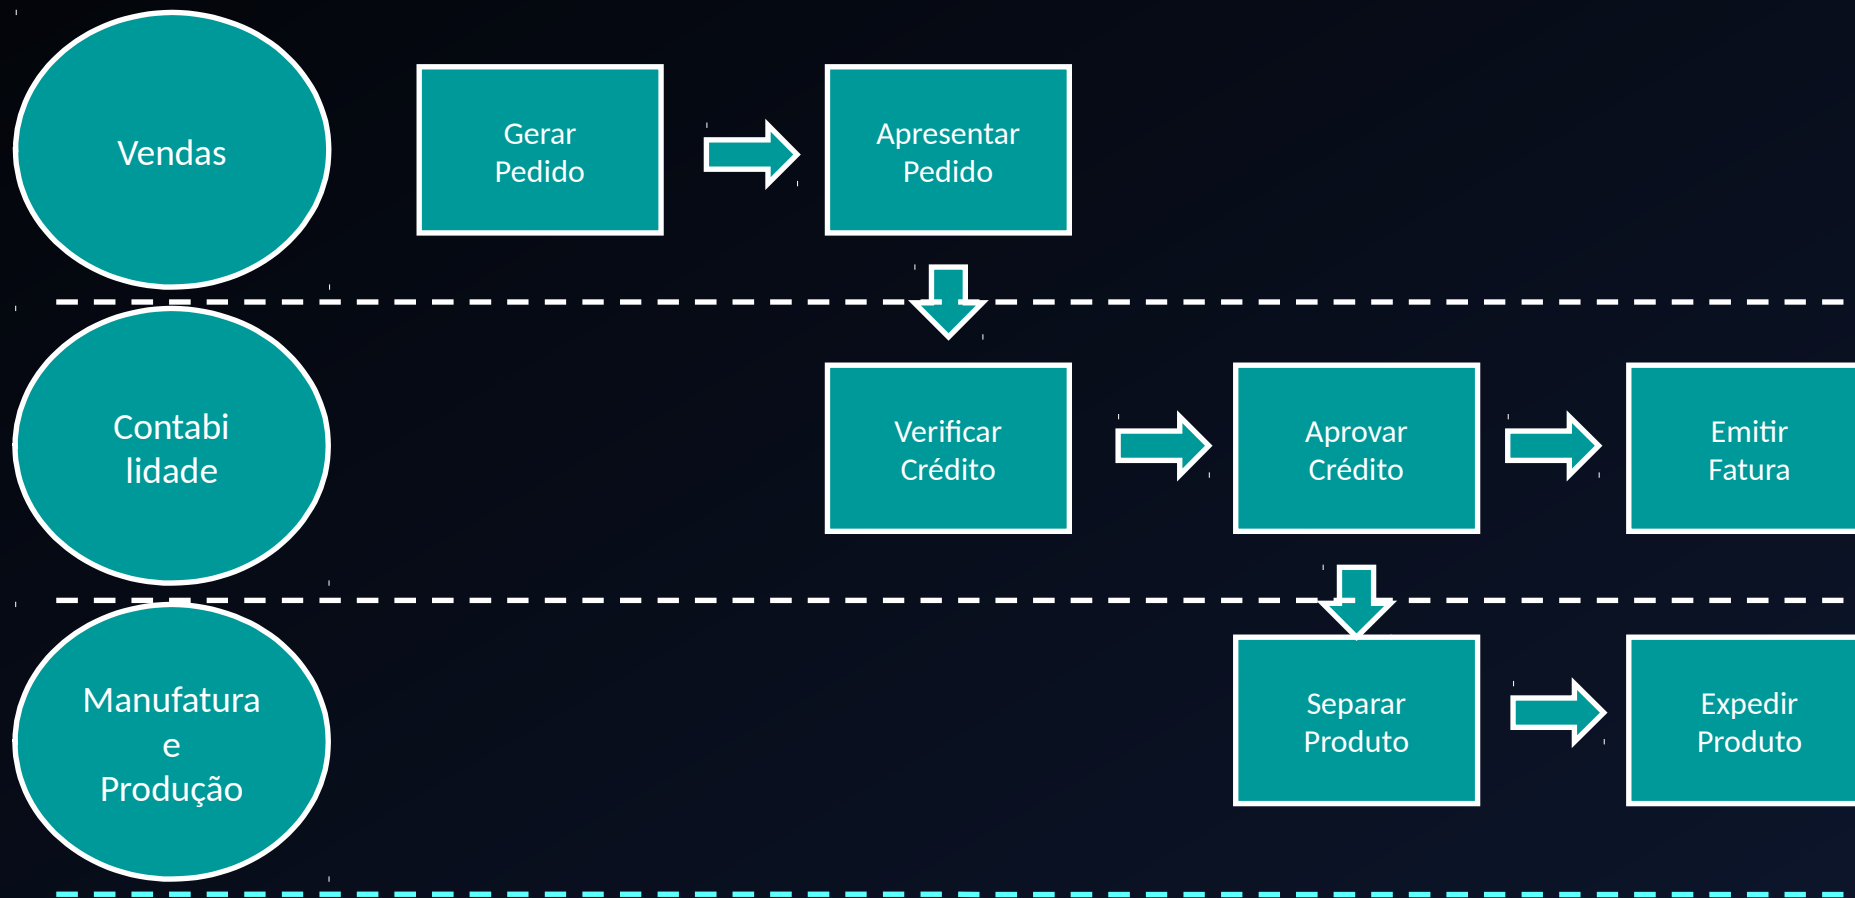 Vendas
Gerar
Pedido
Apresentar
Pedido
Contabi
lidade
Verificar
Crédito
Aprovar
Crédito
Emitir
Fatura
Manufatura
e
Produção
Separar
Produto
Expedir
Produto